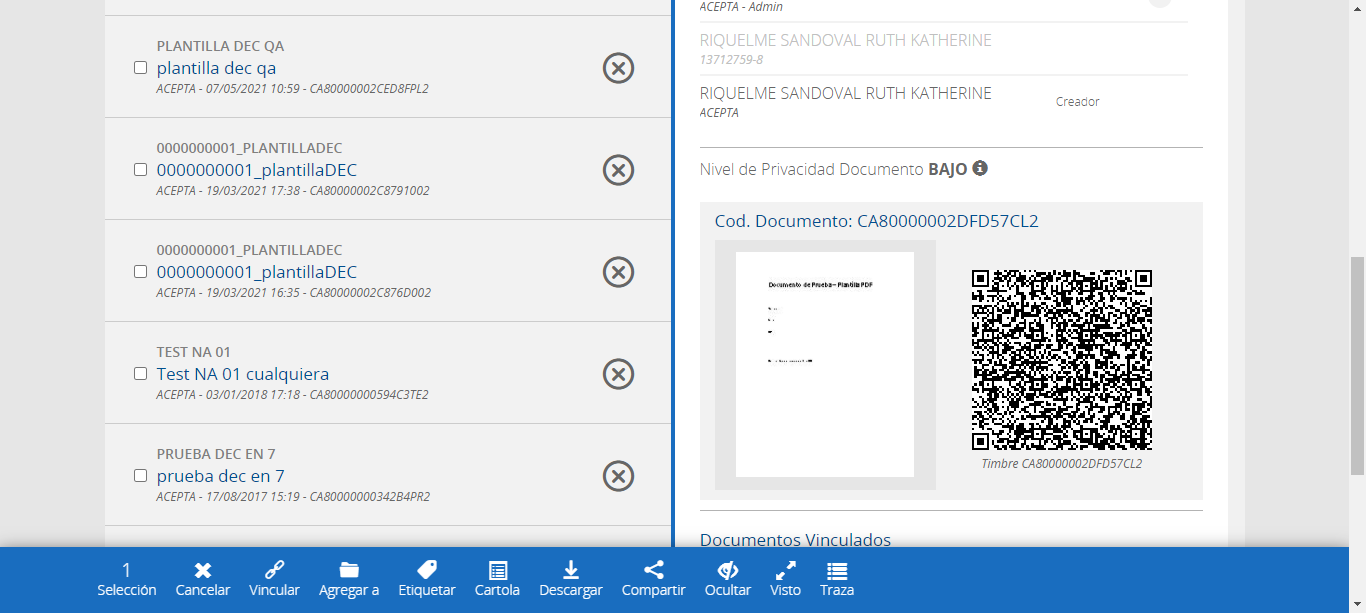 PLANTILLA DEC QA
plantilla dec qa
ACEPTA - 07/05/2021 10:59 - CA80000002CED8FPL2
0000000001_PLANTILLADEC
0000000001_plantillaDEC
ACEPTA - 19/03/2021 17:38 - CA80000002C8791002
0000000001_PLANTILLADEC
0000000001_plantillaDEC
ACEPTA - 19/03/2021 16:35 - CA80000002C876D002
TEST NA 01
Test NA 01 cualquiera
ACEPTA - 03/01/2018 17:18 - CA80000000594C3TE2
PRUEBA DEC EN 7
prueba dec en 7
ACEPTA - 17/08/2017 15:19 - CA80000000342B4PR2
ACEPTA - Admin
RIQUELME SANDOVAL RUTH KATHERINE
13712759-8
RIQUELME SANDOVAL RUTH KATHERINE
ACEPTA
Creador
Nivel de Privacidad Documento BAJO
Cod. Documento: CA80000002DFD57CL2
Documento de Prueba – Plantilla PDF
Timbre CA80000002DFD57CL2
Documentos Vinculados
1
Selección
Cancelar
Vincular
Agregar a
Etiquetar
Cartola
Descargar
Compartir
Ocultar
Visto
Traza